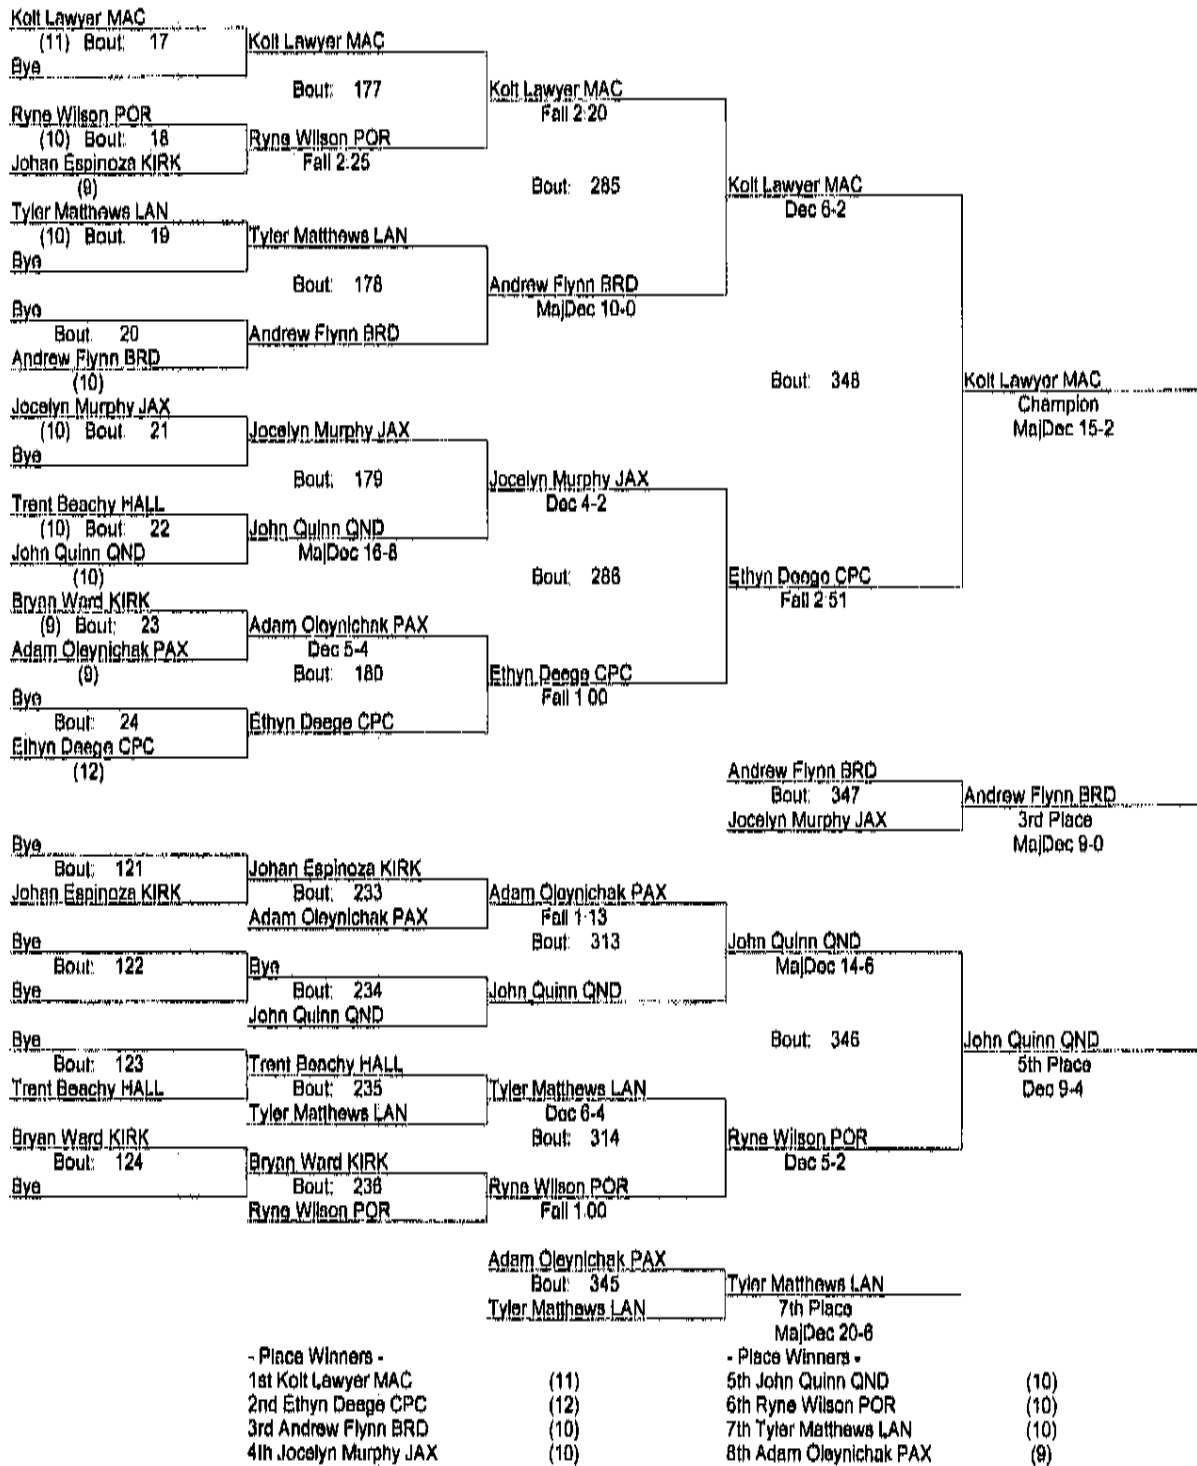 Kolt Lawyer MAC
(11) Bout: 17
Bye
Kolt Lawyer MAC
Bout: 177
Ryne Wilson POR
(10) Bout: 18
Johan Espinoza KIRK
(9)
Ryne Wilson POR
Fall 2:25
Kolt Lawyer MAC
Fall 2:20
Bout: 285
Tyler Matthews LAN
(10) Bout: 19
Bye
Tyler Matthews LAN
Bout: 178
Bye
Bout: 20
Andrew Flynn BRD
(10)
Andrew Flynn BRD
Andrew Flynn BRD
MajDec 10-0
Kolt Lawyer MAC
Dec 6-2
Bout: 348
Kolt Lawyer MAC
Champion
MajDec 15-2
Jocelyn Murphy JAX
(10) Bout: 21
Bye
Jocelyn Murphy JAX
Bout: 179
Trent Beachy HALL
(10) Bout: 22
John Quinn QND
(10)
John Quinn QND
MajDec 16-8
Jocelyn Murphy JAX
Dec 4-2
Bout: 286
Bryan Ward KIRK
(9) Bout: 23
Adam Oleynichak PAX
(9)
Adam Oleynichak PAX
Dec 5-4
Bout: 180
Bye
Bout: 24
Ethyn Deege CPC
(12)
Ethyn Deege CPC
Ethyn Deege CPC
Fall 1:00
Ethyn Deege CPC
Fall 2:51
Andrew Flynn BRD
Bout: 347
Jocelyn Murphy JAX
Andrew Flynn BRD
3rd Place
MajDec 9-0
Bye
Bout: 121
Johan Espinoza KIRK
Johan Espinoza KIRK
Bout: 233
Adam Oleynichak PAX
Adam Oleynichak PAX
Fall 1:13
Bout: 313
Bye
Bout: 122
Bye
Bye
Bout: 234
John Quinn QND
John Quinn QND
John Quinn QND
MajDec 14-6
Bout: 346
John Quinn QND
5th Place
Dec 9-4
Bye
Bout: 123
Trent Beachy HALL
Trent Beachy HALL
Bout: 235
Tyler Matthews LAN
Tyler Matthews LAN
Dec 6-4
Bout: 314
Bryan Ward KIRK
Bout: 124
Bye
Bryan Ward KIRK
Bout: 236
Ryne Wilson POR
Ryne Wilson POR
Fall 1:00
Ryne Wilson POR
Dec 5-2
Adam Oleynichak PAX
Bout: 345
Tyler Matthews LAN
Tyler Matthews LAN
7th Place
MajDec 20-6
- Place Winners -
1st Kolt Lawyer MAC (11)
2nd Ethyn Deege CPC (12)
3rd Andrew Flynn BRD (10)
4th Jocelyn Murphy JAX (10)
- Place Winners -
5th John Quinn QND (10)
6th Ryne Wilson POR (10)
7th Tyler Matthews LAN (10)
8th Adam Oleynichak PAX (9)